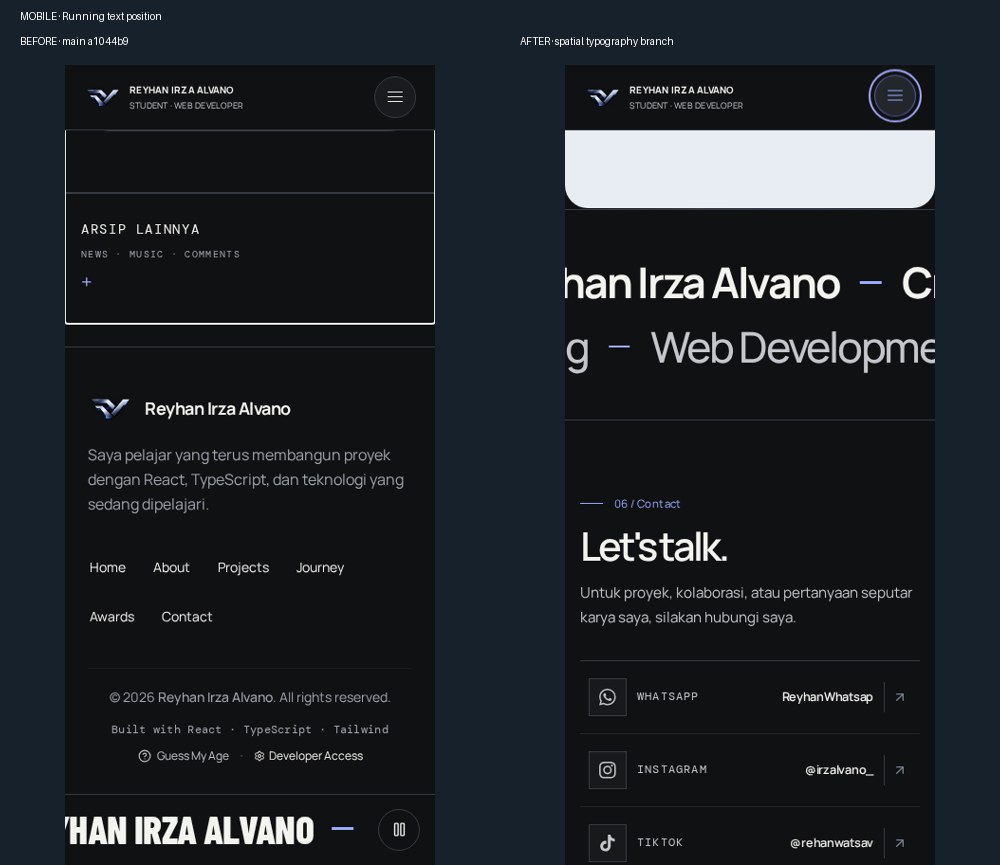 MOBILE · Running text position
BEFORE · main a1044b9
REYHAN IRZA ALVANO
STUDENT · WEB DEVELOPER
ARSIP LAINNYA
NEWS · MUSIC · COMMENTS
+
Reyhan Irza Alvano
Saya pelajar yang terus membangun proyek
dengan React, TypeScript, dan teknologi yang
sedang dipelajari.
Home About Projects Journey
Awards Contact
© 2026 Reyhan Irza Alvano. All rights reserved.
Built with React · TypeScript · Tailwind
Guess My Age · Developer Access
YHAN IRZA ALVANO —
AFTER · spatial typography branch
REYHAN IRZA ALVANO
STUDENT · WEB DEVELOPER
han Irza Alvano — Cr
g — Web Developme
06 / Contact
Let's talk.
Untuk proyek, kolaborasi, atau pertanyaan seputar
karya saya, silakan hubungi saya.
WHATSAPP ReyhanWhatsap
INSTAGRAM @irzalvano_
TIKTOK @rehanwatsav